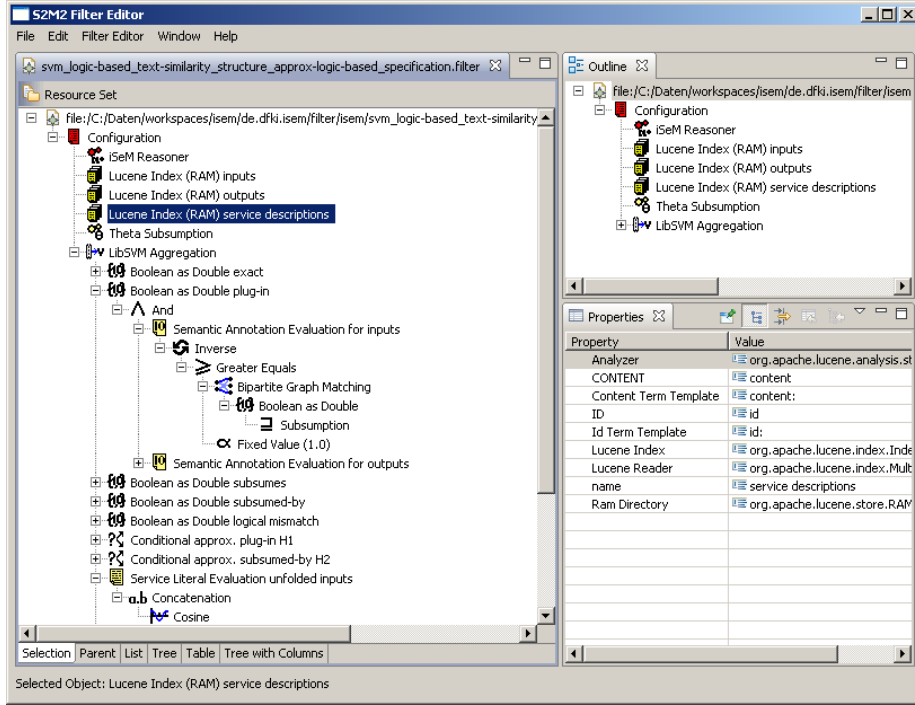 S2M2 Filter Editor
File Edit Filter Editor Window Help
svm_logic-based_text-similarity_structure_approx-logic-based_specification.filter
Resource Set
file:/C:/Daten/workspaces/isem/de.dfki.isem/filter/isem/svm_logic-based_text-similarity
Configuration
iSeM Reasoner
Lucene Index (RAM) inputs
Lucene Index (RAM) outputs
Lucene Index (RAM) service descriptions
Theta Subsumption
LibSVM Aggregation
Boolean as Double exact
Boolean as Double plug-in
And
Semantic Annotation Evaluation for inputs
Inverse
Greater Equals
Bipartite Graph Matching
Boolean as Double
Subsumption
Fixed Value (1.0)
Semantic Annotation Evaluation for outputs
Boolean as Double subsumes
Boolean as Double subsumed-by
Boolean as Double logical mismatch
Conditional approx. plug-in H1
Conditional approx. subsumed-by H2
Service Literal Evaluation unfolded inputs
a.b Concatenation
Cosine
Selection Parent List Tree Table Tree with Columns
Outline
file:/C:/Daten/workspaces/isem/de.dfki.isem/filter/isem
Configuration
iSeM Reasoner
Lucene Index (RAM) inputs
Lucene Index (RAM) outputs
Lucene Index (RAM) service descriptions
Theta Subsumption
LibSVM Aggregation
Properties
Property Value
Analyzer org.apache.lucene.analysis.st
CONTENT content
Content Term Template content:
ID id
Id Term Template id:
Lucene Index org.apache.lucene.index.Inde
Lucene Reader org.apache.lucene.index.Mult
name service descriptions
Ram Directory org.apache.lucene.store.RAM
Selected Object: Lucene Index (RAM) service descriptions